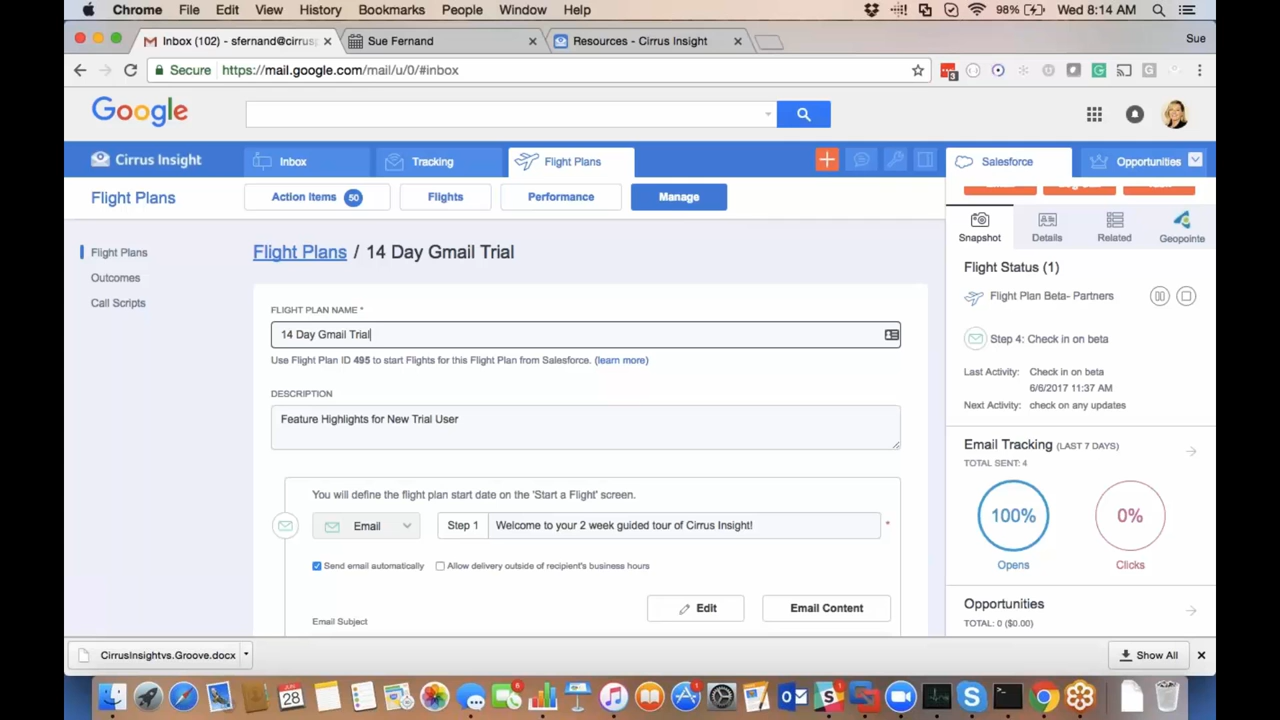 Chrome File Edit View History Bookmarks People Window Help 98% Wed 8:14 AM
Inbox (102) - sfernand@cirrus Sue Fernand Resources - Cirrus Insight Sue
Secure https://mail.google.com/mail/u/0/#inbox 3
Google
Cirrus Insight Inbox Tracking Flight Plans Salesforce Opportunities
Flight Plans Action Items 50 Flights Performance Manage
Snapshot Details Related Geopointe
Flight Plans
Outcomes
Call Scripts
Flight Plans / 14 Day Gmail Trial
FLIGHT PLAN NAME *
14 Day Gmail Trial
Use Flight Plan ID 495 to start Flights for this Flight Plan from Salesforce. (learn more)
DESCRIPTION
Feature Highlights for New Trial User
You will define the flight plan start date on the 'Start a Flight' screen.
Email Step 1 Welcome to your 2 week guided tour of Cirrus Insight! *
Send email automatically Allow delivery outside of recipient's business hours
Edit Email Content
Email Subject
Flight Status (1)
Flight Plan Beta- Partners
Step 4: Check in on beta
Last Activity: Check in on beta
6/6/2017 11:37 AM
Next Activity: check on any updates
Email Tracking (LAST 7 DAYS)
TOTAL SENT: 4
100% 0%
Opens Clicks
Opportunities
TOTAL: 0 ($0.00)
CirrusInsightvs.Groove.docx Show All
JUN
28
6
1